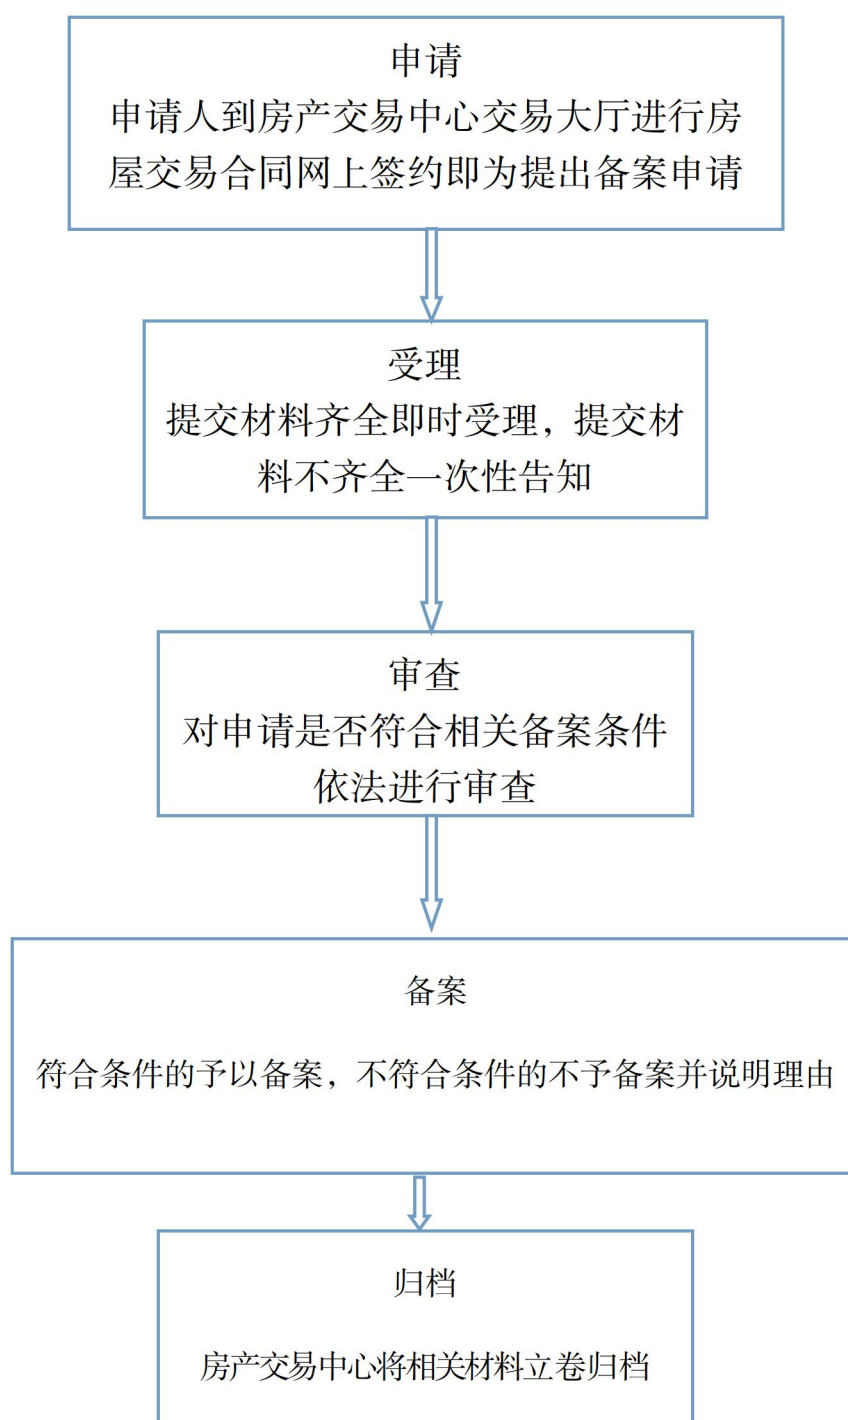 申请
申请人到房产交易中心交易大厅进行房
屋交易合同网上签约即为提出备案申请
受理
提交材料齐全即时受理，提交材
料不齐全一次性告知
审查
对申请是否符合相关备案条件
依法进行审查
备案
符合条件的予以备案，不符合条件的不予备案并说明理由
归档
房产交易中心将相关材料立卷归档